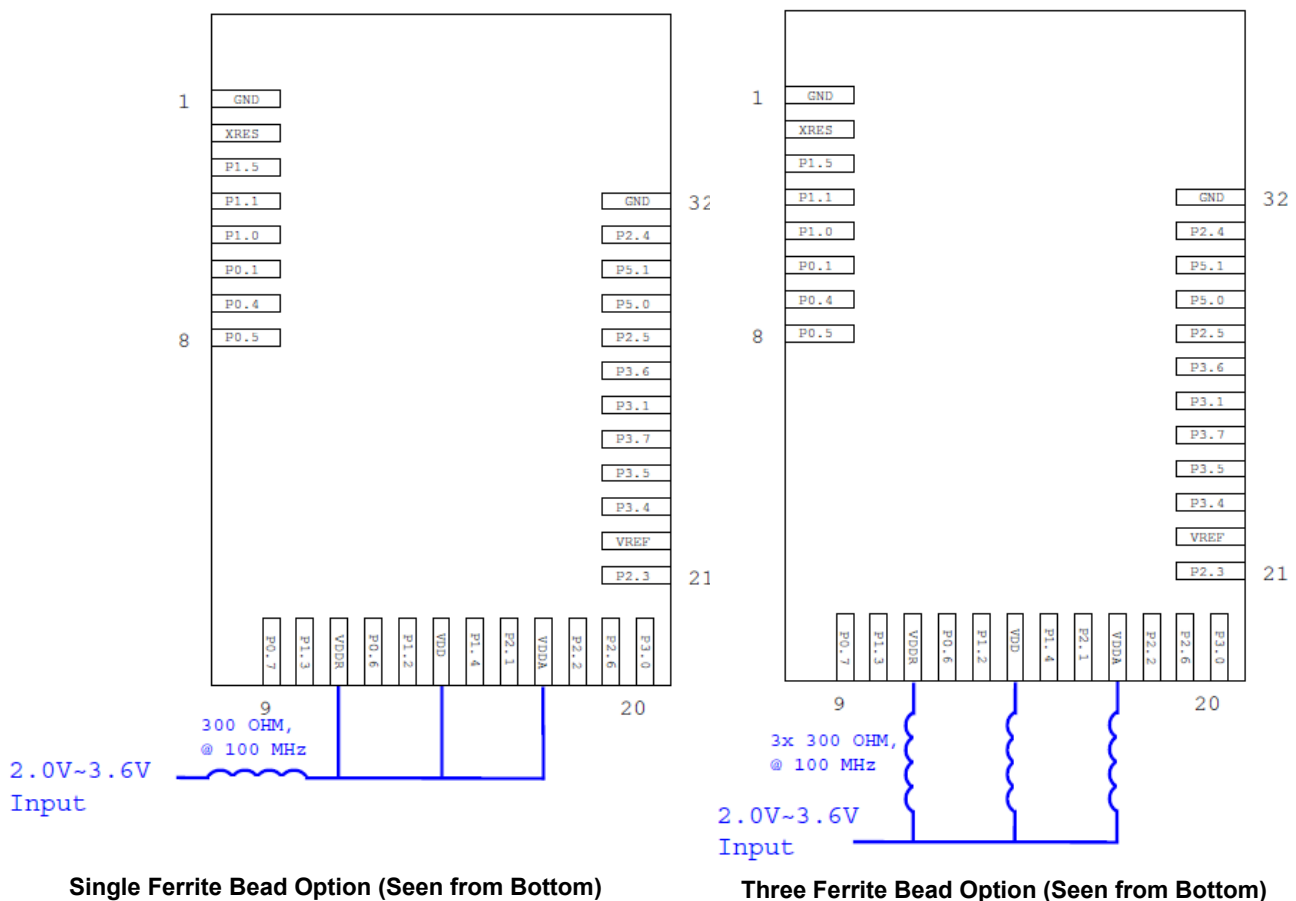 1
GND
XRES
P1.5
P1.1
P1.0
P0.1
P0.4
8
P0.5
GND
32
P2.4
P5.1
P5.0
P2.5
P3.6
P3.1
P3.7
P3.5
P3.4
VREF
P2.3
21
P0.7
P1.3
VDDR
P0.6
P1.2
VDD
P1.4
P2.1
VDDA
P2.2
P2.6
P3.0
9
20
300 OHM,
@ 100 MHz
2.0V~3.6V
Input
Single Ferrite Bead Option (Seen from Bottom)
1
GND
XRES
P1.5
P1.1
P1.0
P0.1
P0.4
8
P0.5
GND
32
P2.4
P5.1
P5.0
P2.5
P3.6
P3.1
P3.7
P3.5
P3.4
VREF
P2.3
21
P0.7
P1.3
VDDR
P0.6
P1.2
VDD
P1.4
P2.1
VDDA
P2.2
P2.6
P3.0
9
20
3x 300 OHM,
@ 100 MHz
2.0V~3.6V
Input
Three Ferrite Bead Option (Seen from Bottom)